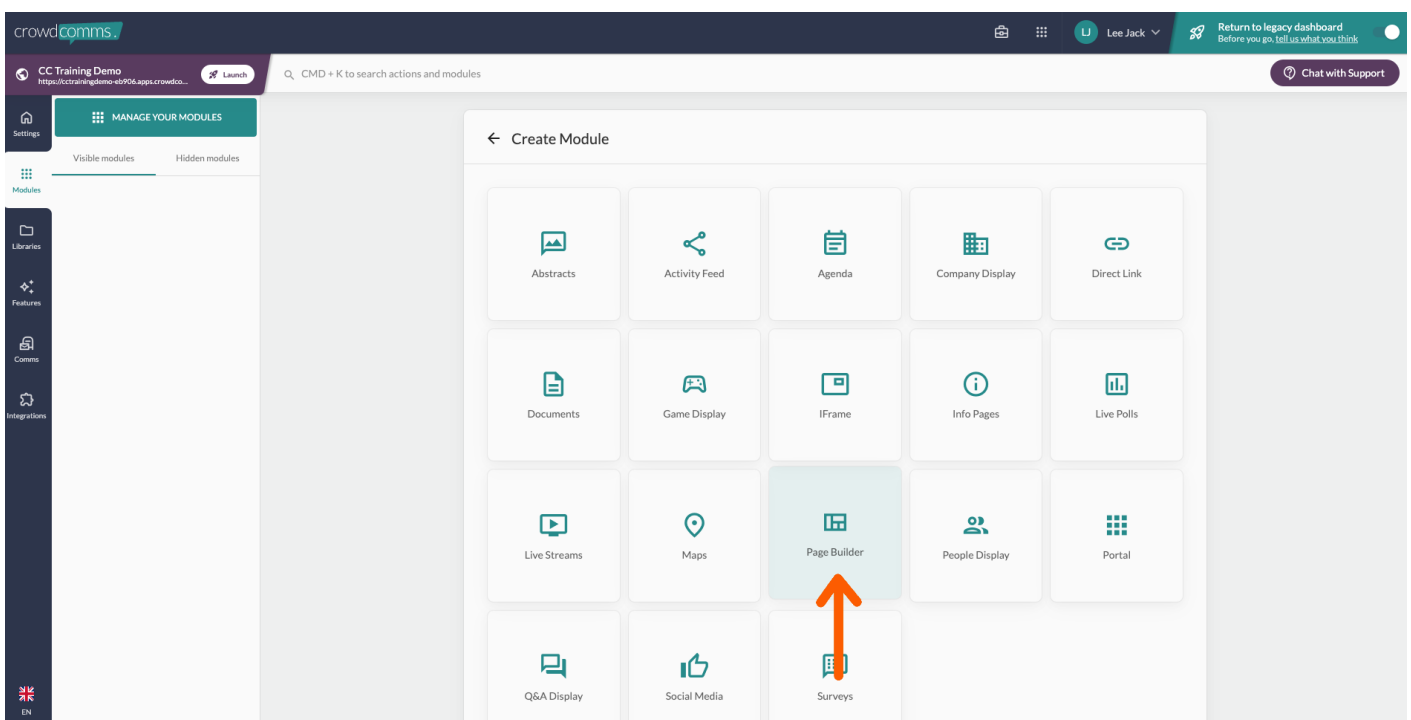 crowdcomms.
LJ
Lee Jack
Return to legacy dashboard
Before you go, tell us what you think
CC Training Demo
https://cctrainingdemo-eb906.apps.crowdco...
Launch
CMD + K to search actions and modules
Chat with Support
Settings
Modules
Libraries
Features
Comms
Integrations
EN
MANAGE YOUR MODULES
Visible modules
Hidden modules
Create Module
Abstracts
Activity Feed
Agenda
Company Display
Direct Link
Documents
Game Display
IFrame
Info Pages
Live Polls
Live Streams
Maps
Page Builder
People Display
Portal
Q&A Display
Social Media
Surveys